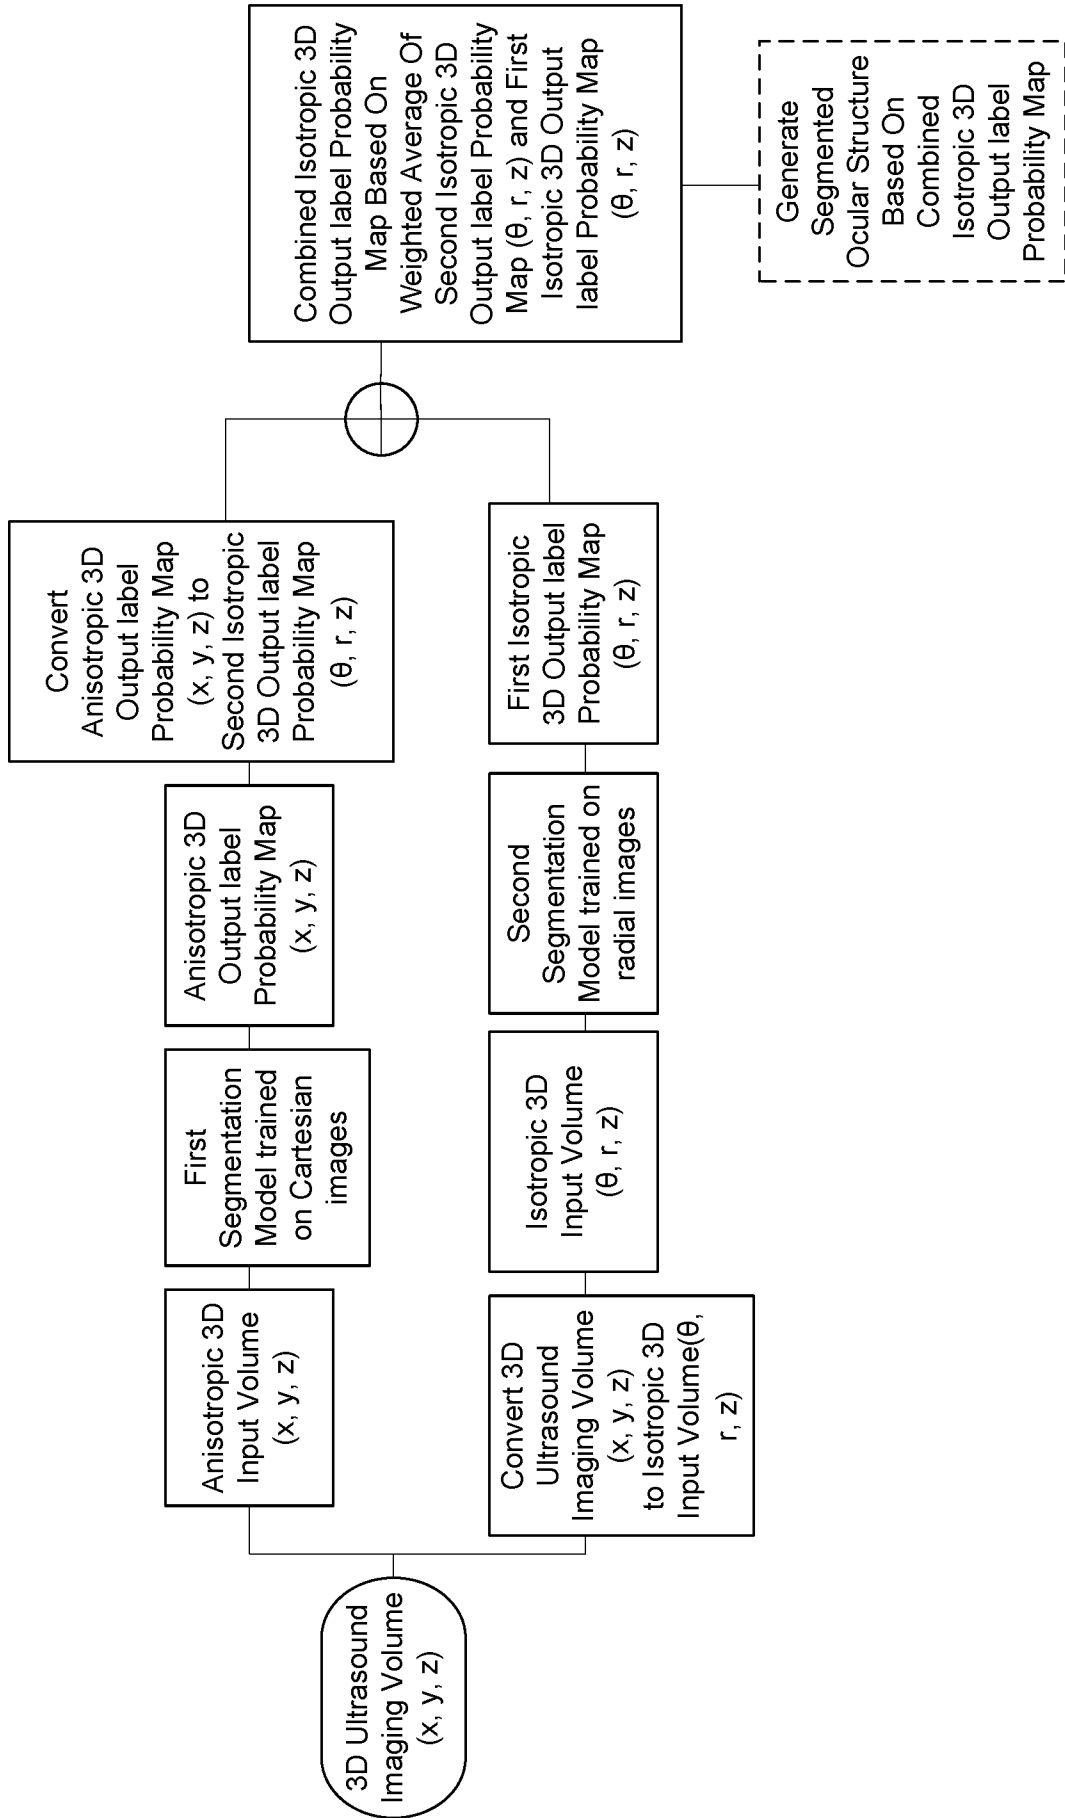 3D Ultrasound
Imaging Volume
(x, y, z)
Anisotropic 3D
Input Volume
(x, y, z)
First
Segmentation
Model trained
on Cartesian
images
Anisotropic 3D
Output label
Probability Map
(x, y, z)
Convert
Anisotropic 3D
Output label
Probability Map
(x, y, z) to
Second Isotropic
3D Output label
Probability Map
(θ, r, z)
Convert 3D
Ultrasound
Imaging Volume
(x, y, z)
to Isotropic 3D
Input Volume(θ,
r, z)
Isotropic 3D
Input Volume
(θ, r, z)
Second
Segmentation
Model trained on
radial images
First Isotropic
3D Output label
Probability Map
(θ, r, z)
Combined Isotropic 3D
Output label Probability
Map Based On
Weighted Average Of
Second Isotropic 3D
Output label Probability
Map (θ, r, z) and First
Isotropic 3D Output
label Probability Map
(θ, r, z)
Generate
Segmented
Ocular Structure
Based On
Combined
Isotropic 3D
Output label
Probability Map